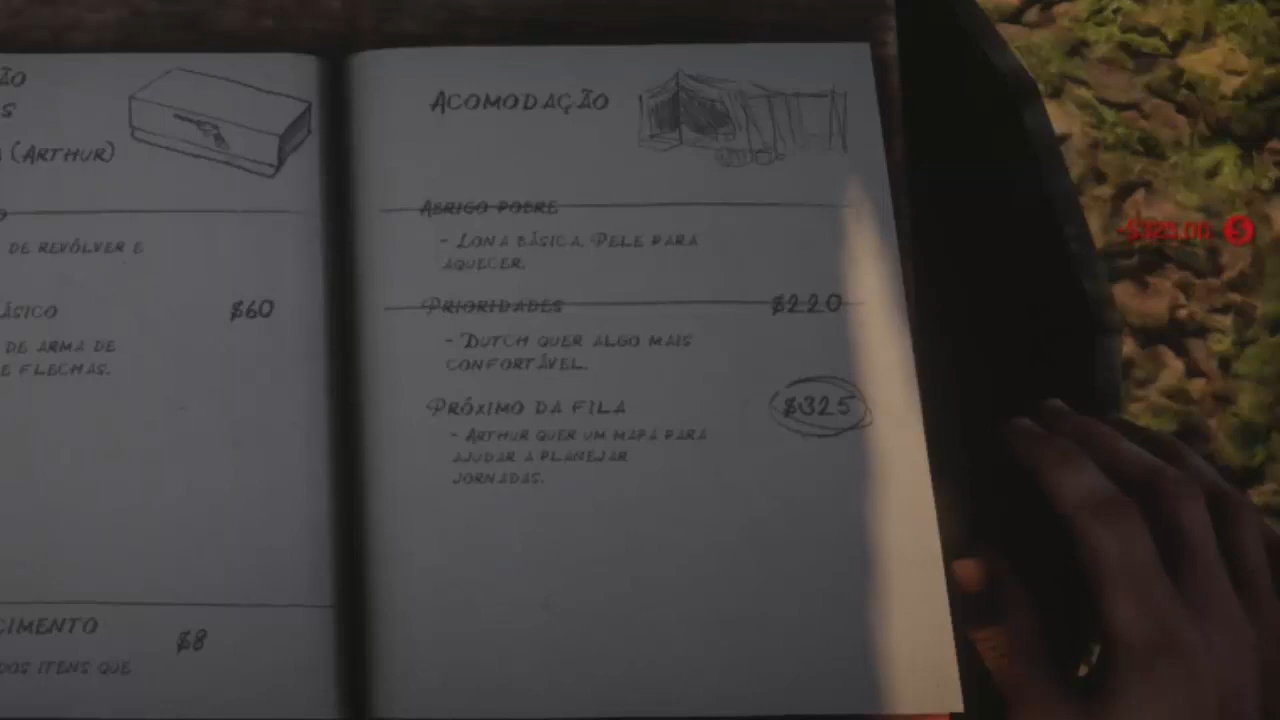 ÃO
S
(ARTHUR)
DE REVÓLVER E
ÁSICO $60
DE ARMA DE
E FLECHAS.
CIMENTO $8
DOS ITENS QUE
ACOMODAÇÃO
ABRIGO POBRE
- LONA BÁSICA. PELE PARA
AQUECER.
PRIORIDADES $220
- DUTCH QUER ALGO MAIS
CONFORTÁVEL.
PRÓXIMO DA FILA $325
- ARTHUR QUER UM MAPA PARA
AJUDAR A PLANEJAR
JORNADAS.